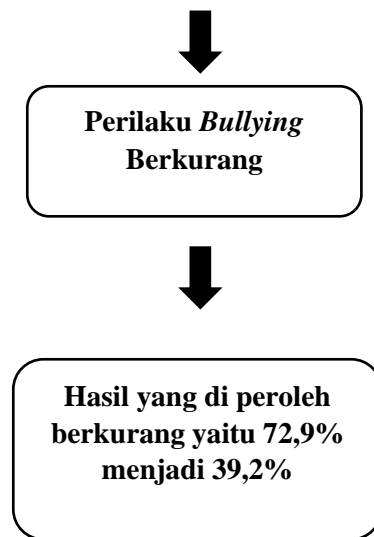 Perilaku Bullying
Berkurang
Hasil yang di peroleh
berkurang yaitu 72,9%
menjadi 39,2%